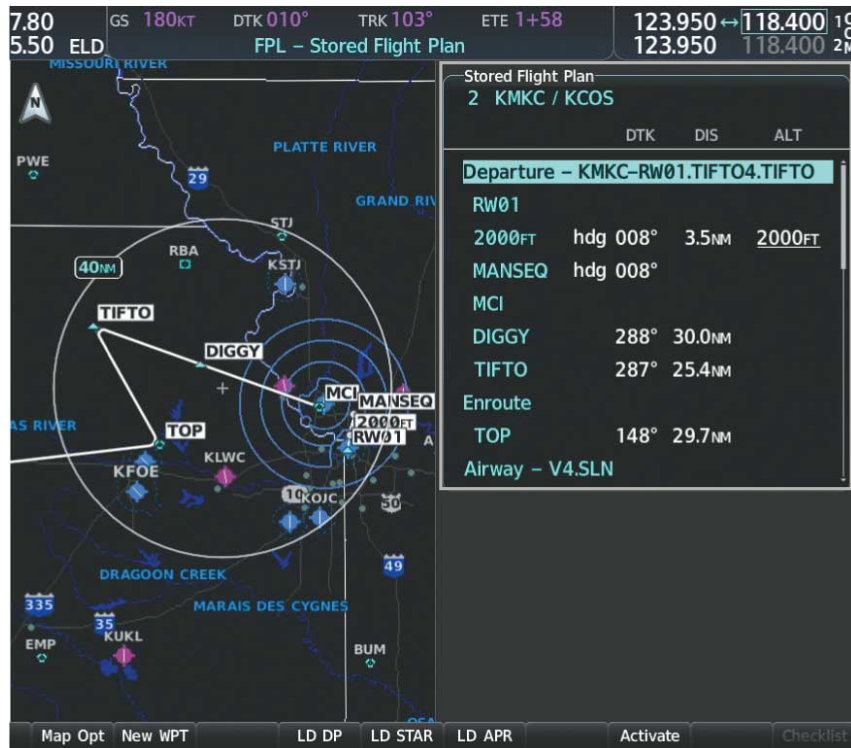 7.80 GS 180KT DTK 010° TRK 103° ETE 1+58 123.950 ↔ 118.400
5.50 ELD FPL – Stored Flight Plan 123.950 118.400
MISSOURI RIVER
N
PLATTE RIVER
PWE
29
GRAND RIV
STJ
RBA
KSTJ
40NM
TIFTO
DIGGY
MCI
MANSEQ
2000FT
RW01
AS RIVER
TOP
KLWC
KFOE
KOJC
50
49
DRAGOON CREEK
335
MARAIS DES CYGNES
35
KUKL
EMP
BUM
Stored Flight Plan
2 KMKC / KCOS
DTK DIS ALT
Departure – KMKC–RW01.TIFTO4.TIFTO
RW01
2000FT hdg 008° 3.5NM 2000FT
MANSEQ hdg 008°
MCI
DIGGY 288° 30.0NM
TIFTO 287° 25.4NM
Enroute
TOP 148° 29.7NM
Airway – V4.SLN
Map Opt New WPT LD DP LD STAR LD APR Activate Checklist